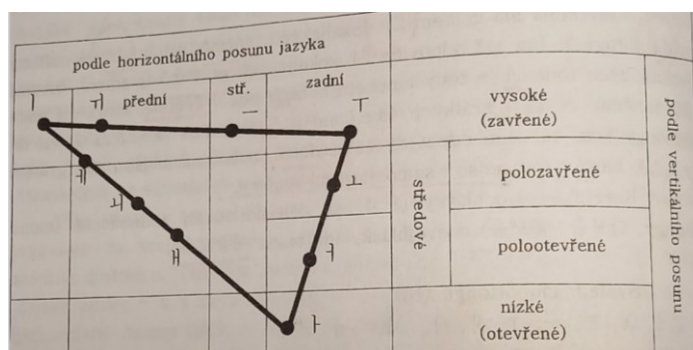 podle horizontálního posunu jazyka
přední
stř.
zadní
ㅣ
ㅟ
ㅡ
ㅜ
ㅔ
ㅚ
ㅐ
ㅗ
ㅓ
ㅏ
vysoké
(zavřené)
středové
polozavřené
polootevřené
nízké
(otevřené)
podle vertikálního posunu